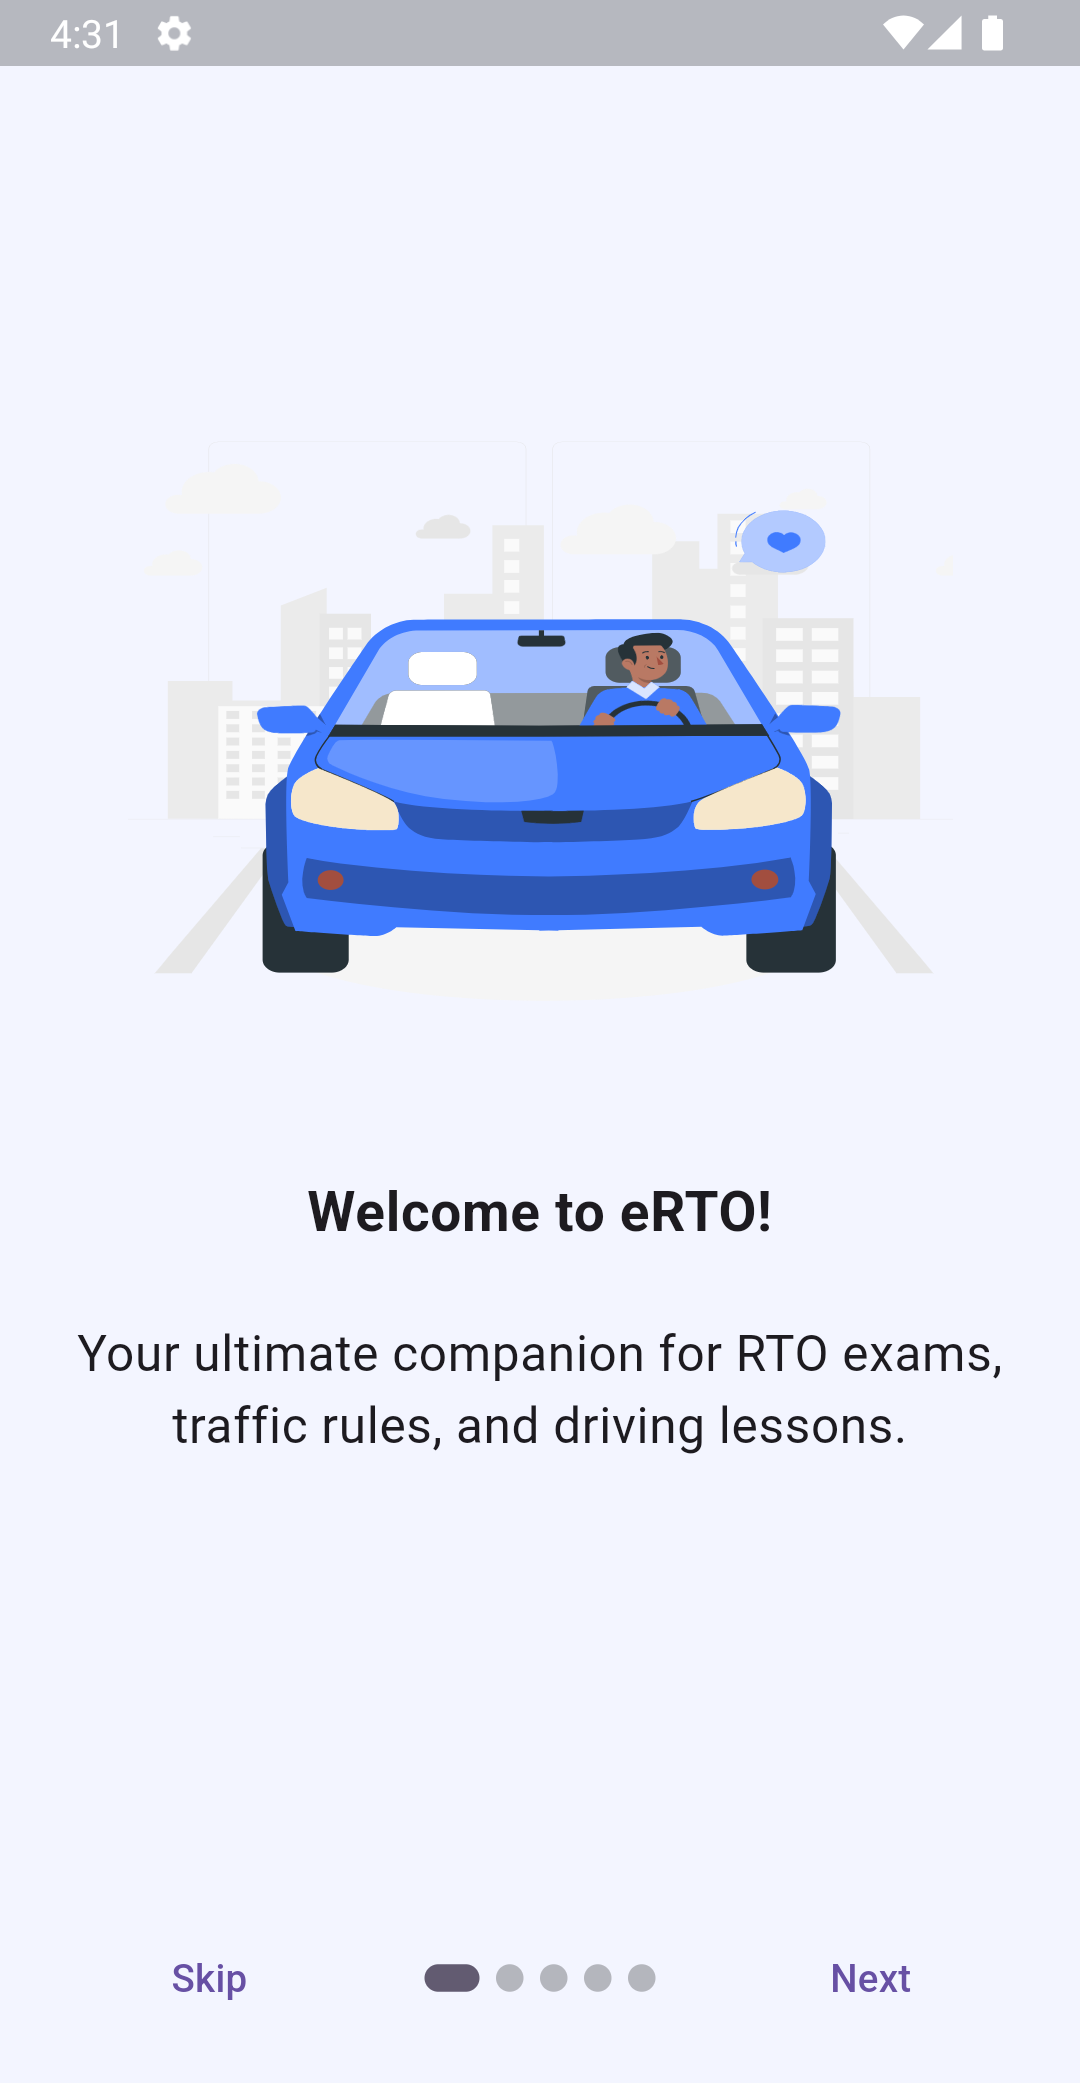 4:31
Welcome to eRTO!
Your ultimate companion for RTO exams,
traffic rules, and driving lessons.
Skip
Next